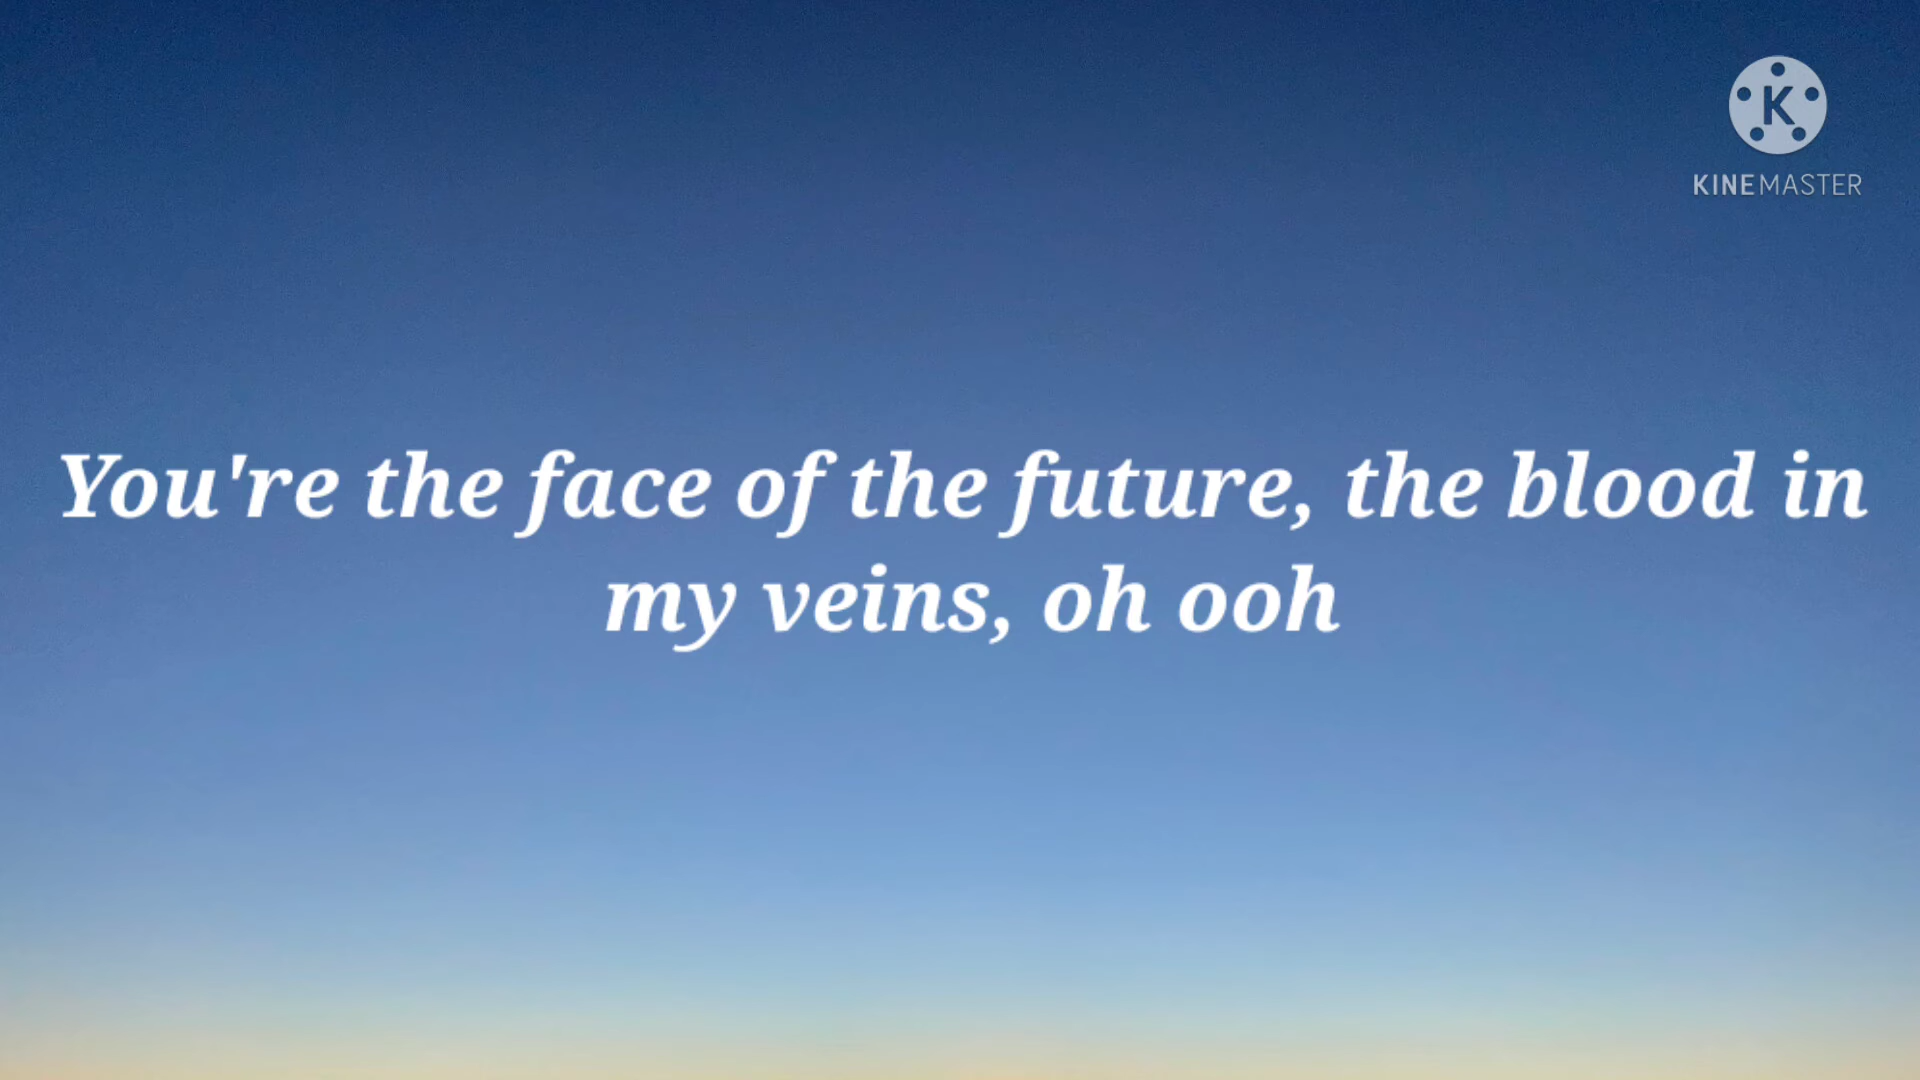 K
KINEMASTER
You're the face of the future, the blood in
my veins, oh ooh